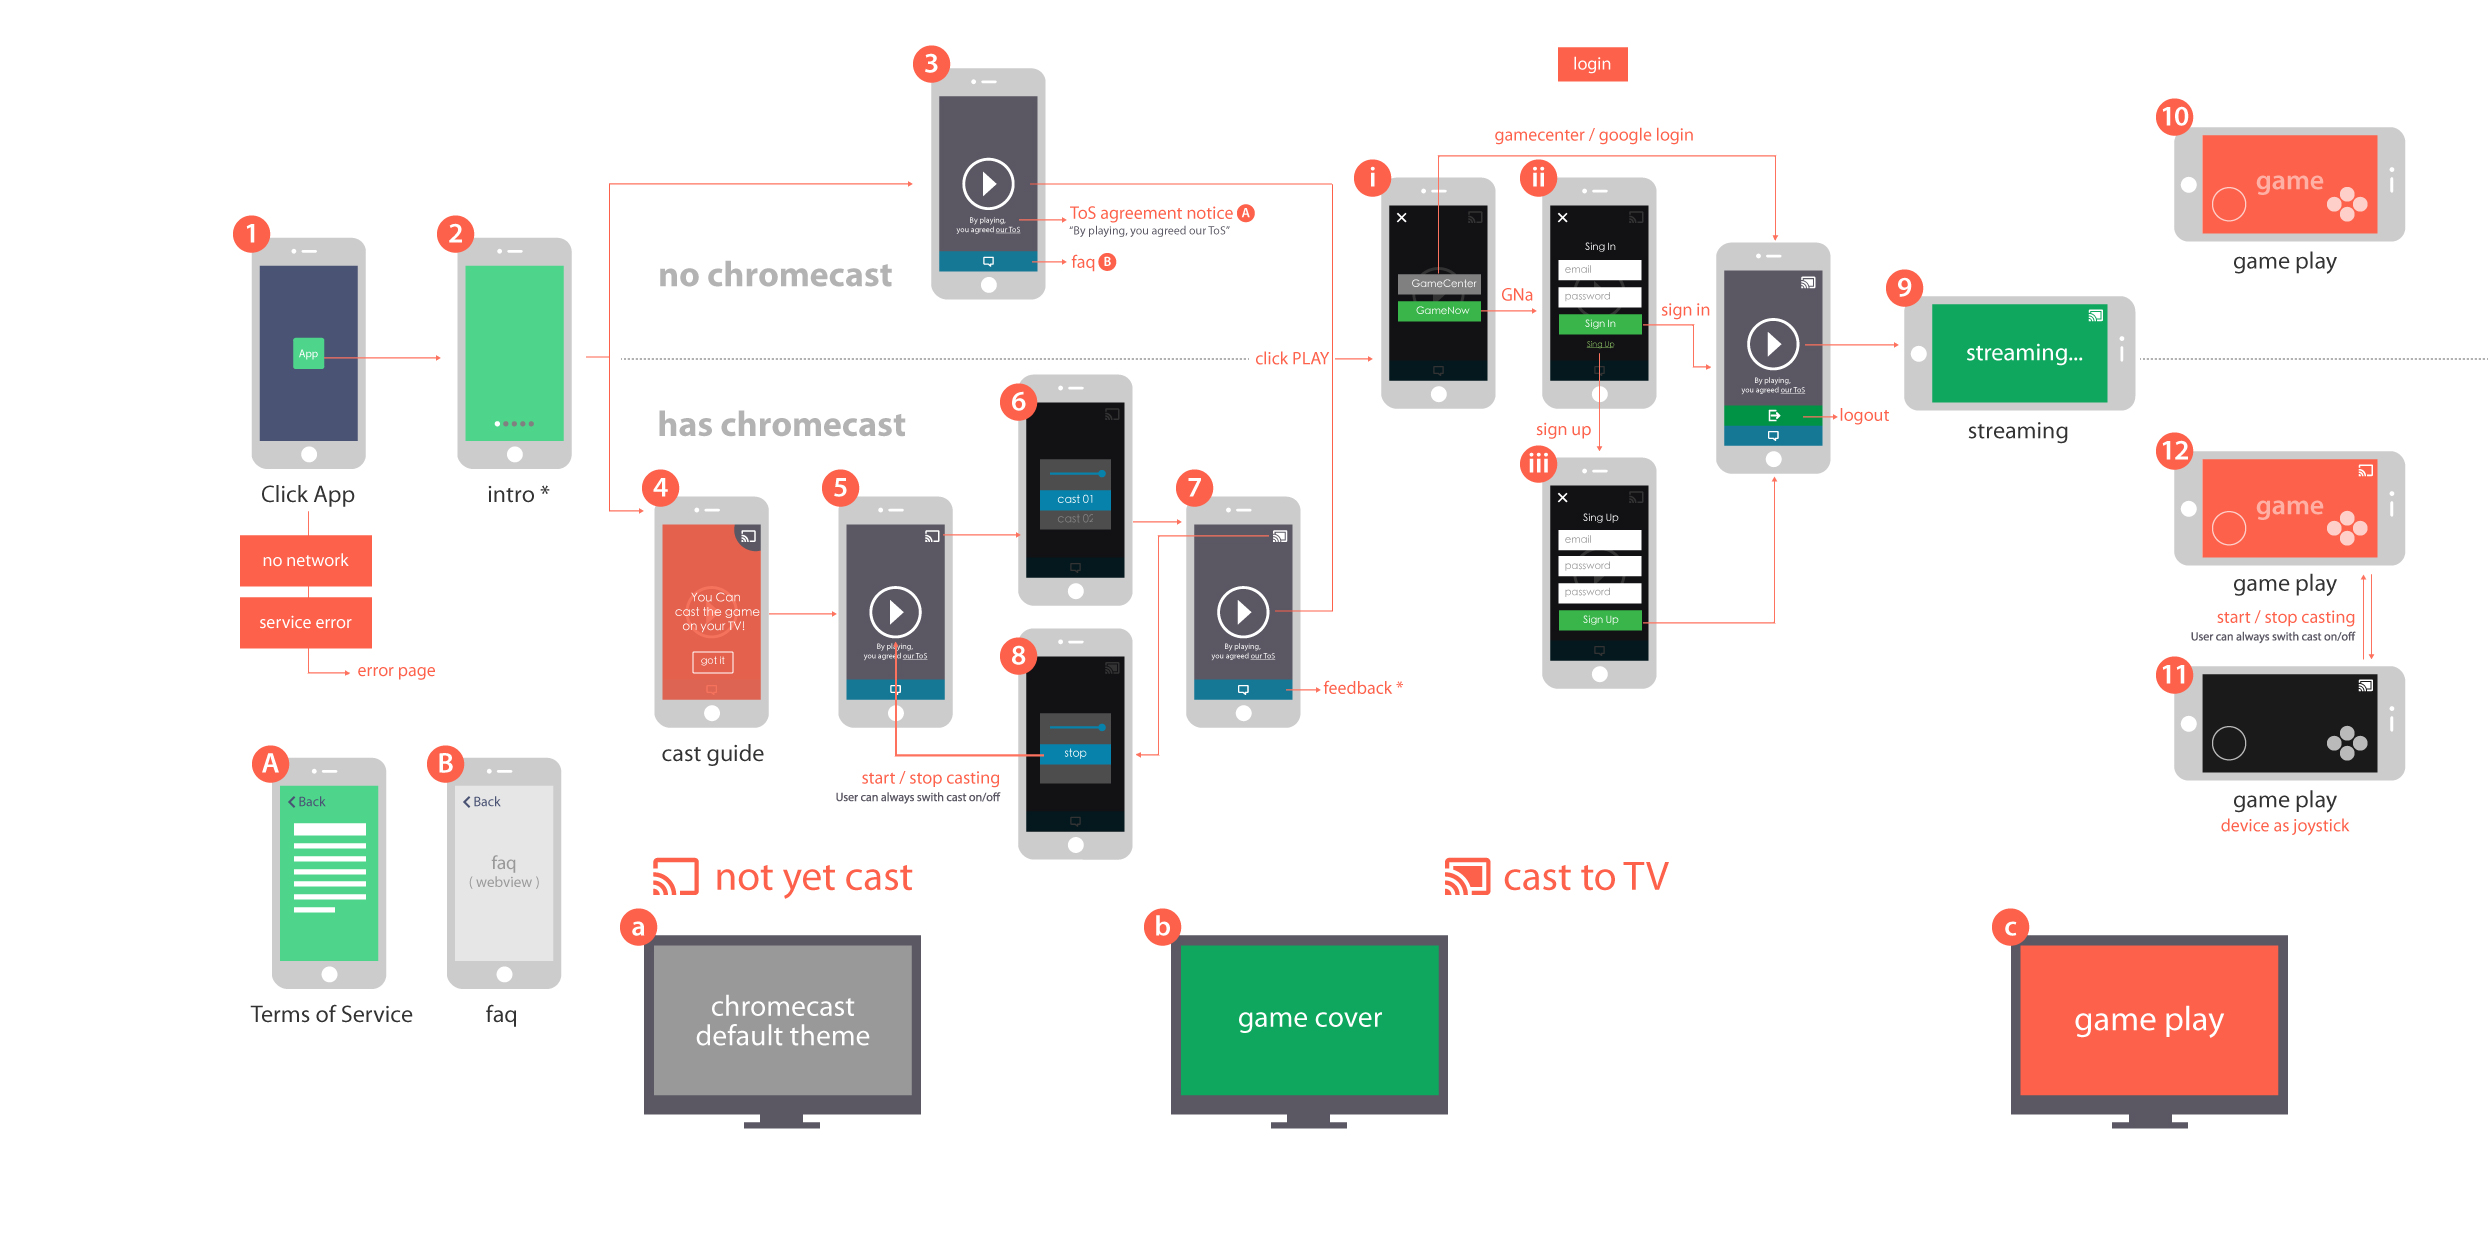 1
App
Click App
no network
service error
error page
2
intro *
no chromecast
has chromecast
3
By playing,
you agreed our ToS
ToS agreement notice A
“By playing, you agreed our ToS”
faq B
4
You Can
cast the game
on your TV!
got it
cast guide
5
By playing,
you agreed our ToS
start / stop casting
User can always swith cast on/off
6
cast 01
cast 02
8
stop
7
By playing,
you agreed our ToS
feedback *
click PLAY
login
gamecenter / google login
i
GameCenter
GameNow
GNa
ii
Sing In
email
password
Sign In
Sing Up
sign in
sign up
iii
Sing Up
email
password
password
Sign Up
By playing,
you agreed our ToS
logout
9
streaming...
streaming
10
game
game play
12
game
game play
start / stop casting
User can always swith cast on/off
11
game play
device as joystick
A
Back
Terms of Service
B
Back
faq
( webview )
faq
not yet cast
cast to TV
a
chromecast
default theme
b
game cover
c
game play